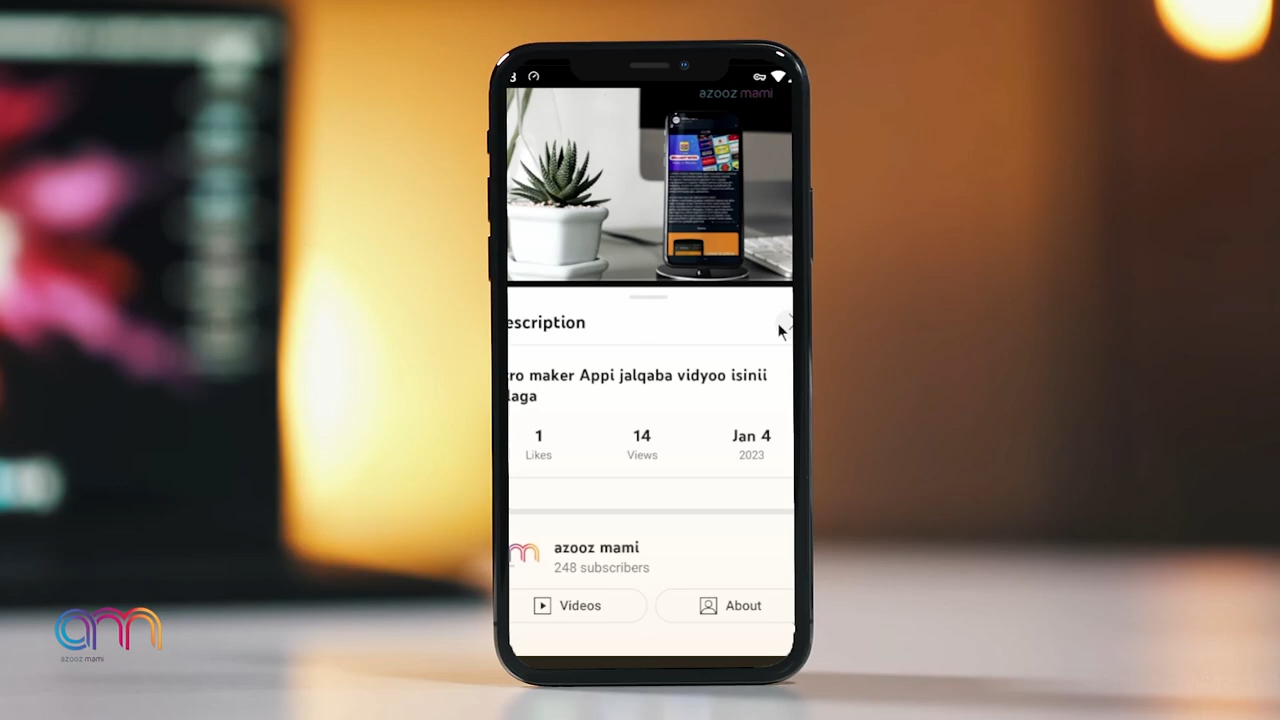 azooz mami
escription
ro maker Appi jalqaba vidyoo isinii
laga
1
14
Jan 4
Likes
Views
2023
azooz mami
248 subscribers
Videos
About
azooz mami